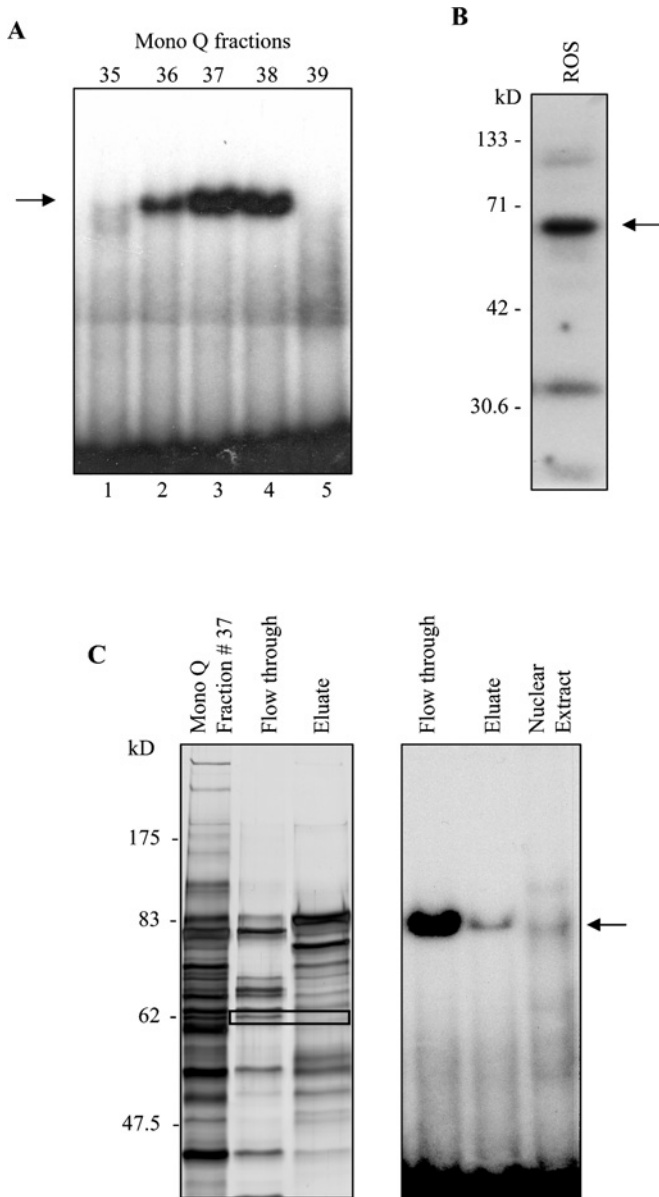 A
Mono Q fractions
35 36 37 38 39
1 2 3 4 5
B
ROS
kD
133 -
71 -
42 -
30.6 -
C
Mono Q
Fraction # 37
Flow through
Eluate
kD
175 -
83 -
62 -
47.5 -
Flow through
Eluate
Nuclear
Extract